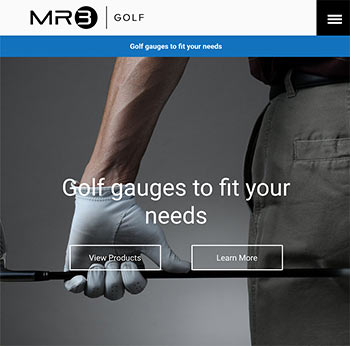 MR3 | GOLF
Golf gauges to fit your needs
Golf gauges to fit your
needs
View Products
Learn More